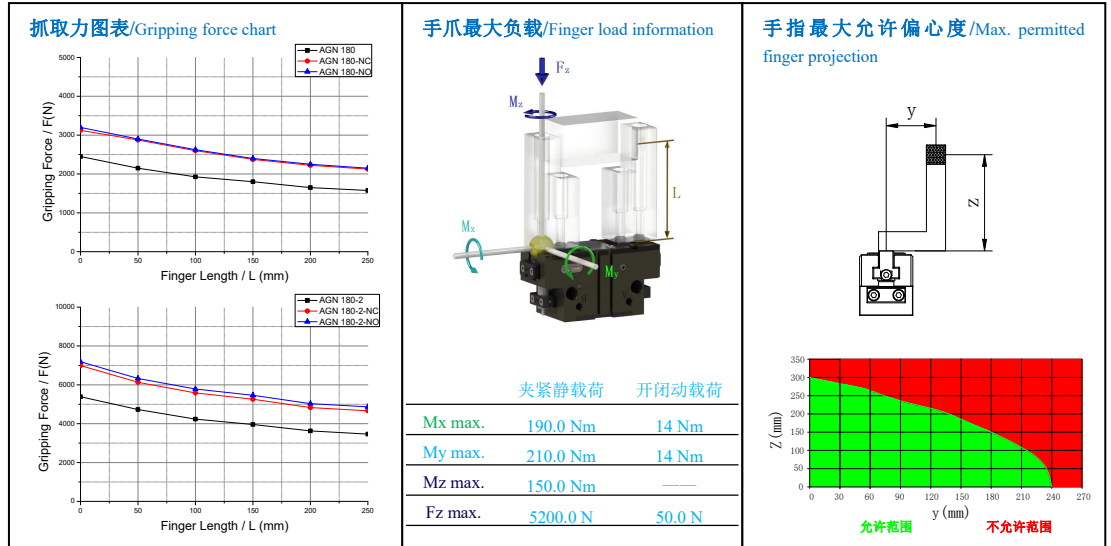 抓取力图表/Gripping force chart
AGN 180
AGN 180-NC
AGN 180-NO
5000
4000
3000
2000
1000
0
Gripping Force / F(N)
0 50 100 150 200 250
Finger Length / L (mm)
AGN 180-2
AGN 180-2-NC
AGN 180-2-NO
10000
8000
6000
4000
2000
0
Gripping Force / F(N)
0 50 100 150 200 250
Finger Length / L (mm)
手爪最大负载/Finger load information
Fz
Mz
L
Mx
My
夹紧静载荷 开闭动载荷
Mx max. 190.0 Nm 14 Nm
My max. 210.0 Nm 14 Nm
Mz max. 150.0 Nm ——
Fz max. 5200.0 N 50.0 N
手指最大允许偏心度/Max. permitted
finger projection
y
Z
350
300
250
200
150
100
50
0
Z(mm)
0 30 60 90 120 150 180 210 240 270
y(mm)
允许范围 不允许范围